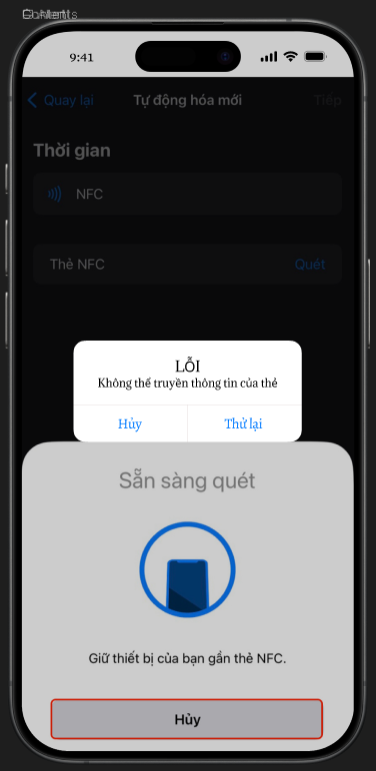 9:41
Quay lại
Tự động hóa mới
Tiếp
Thời gian
NFC
Thẻ NFC
Quét
LỖI
Không thể truyền thông tin của thẻ
Hủy
Thử lại
Sẵn sàng quét
Giữ thiết bị của bạn gần thẻ NFC.
Hủy